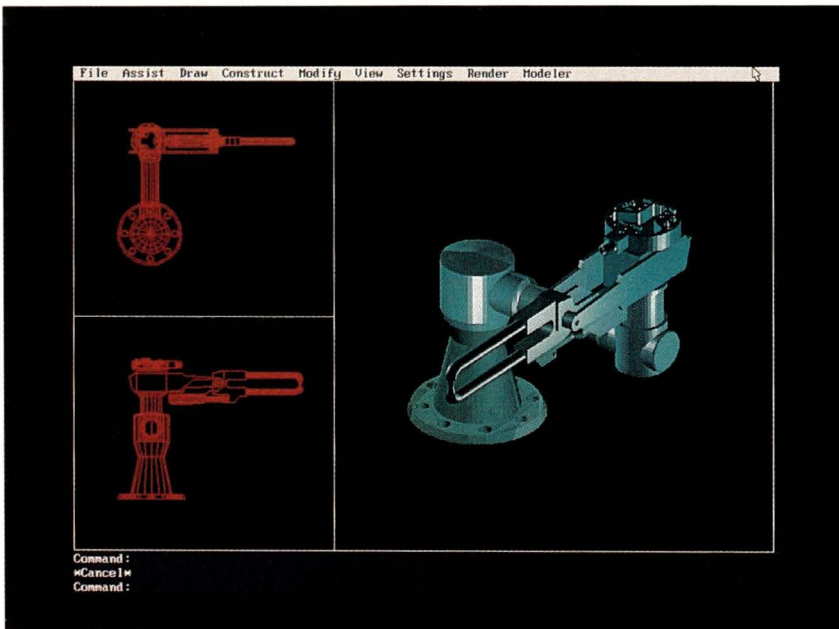 File Assist Draw Construct Modify View Settings Render Modeler
Command:
*Cancel*
Command: